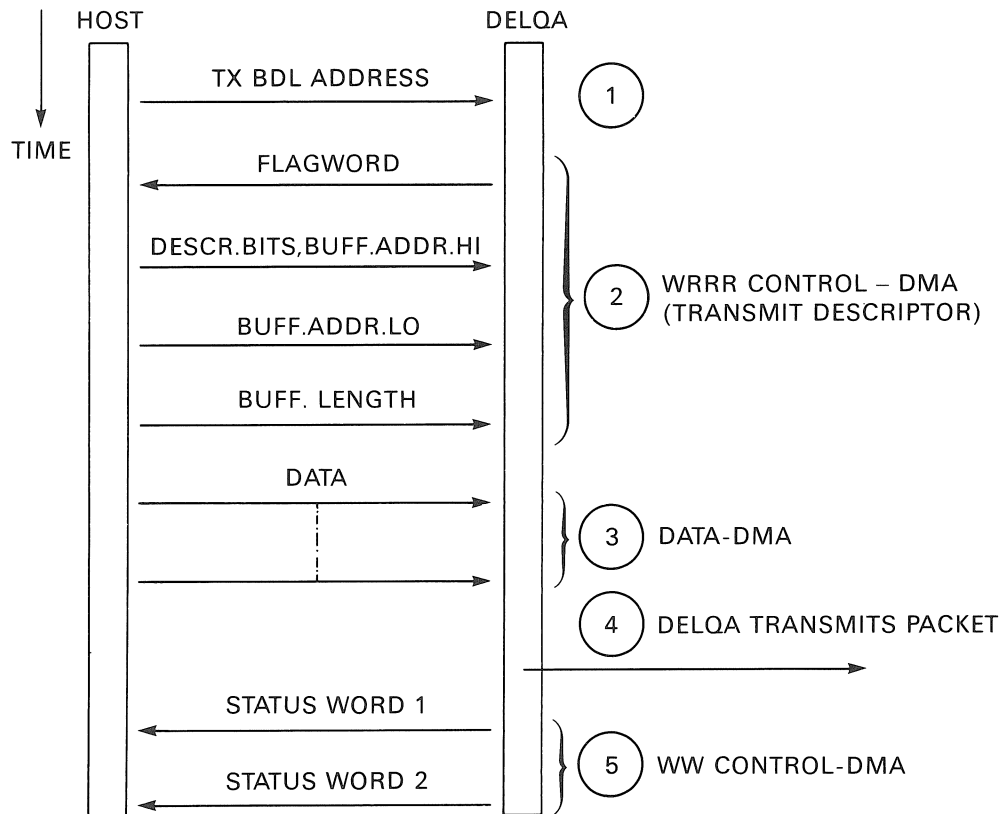 HOST
DELQA
TX BDL ADDRESS
1
TIME
FLAGWORD
DESCR.BITS,BUFF.ADDR.HI
2
WRRR CONTROL – DMA
(TRANSMIT DESCRIPTOR)
BUFF.ADDR.LO
BUFF. LENGTH
DATA
3
DATA-DMA
4
DELQA TRANSMITS PACKET
STATUS WORD 1
5
WW CONTROL-DMA
STATUS WORD 2